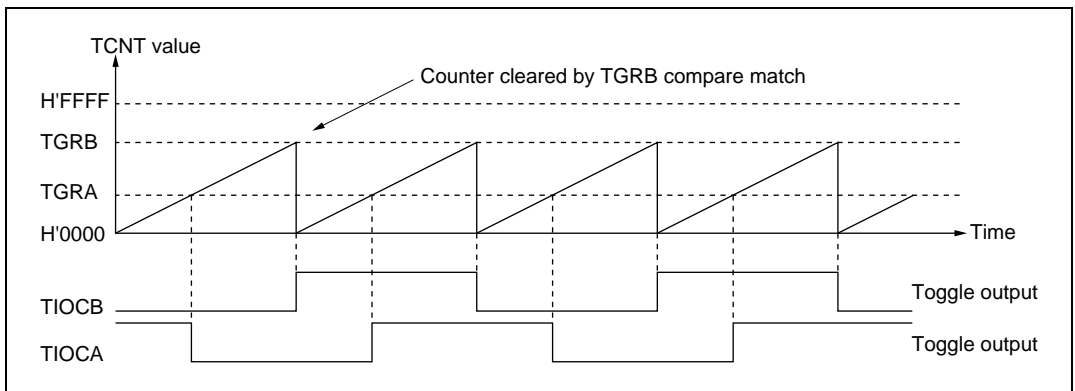 TCNT value
Counter cleared by TGRB compare match
H'FFFF
TGRB
TGRA
H'0000
Time
TIOCB
Toggle output
TIOCA
Toggle output